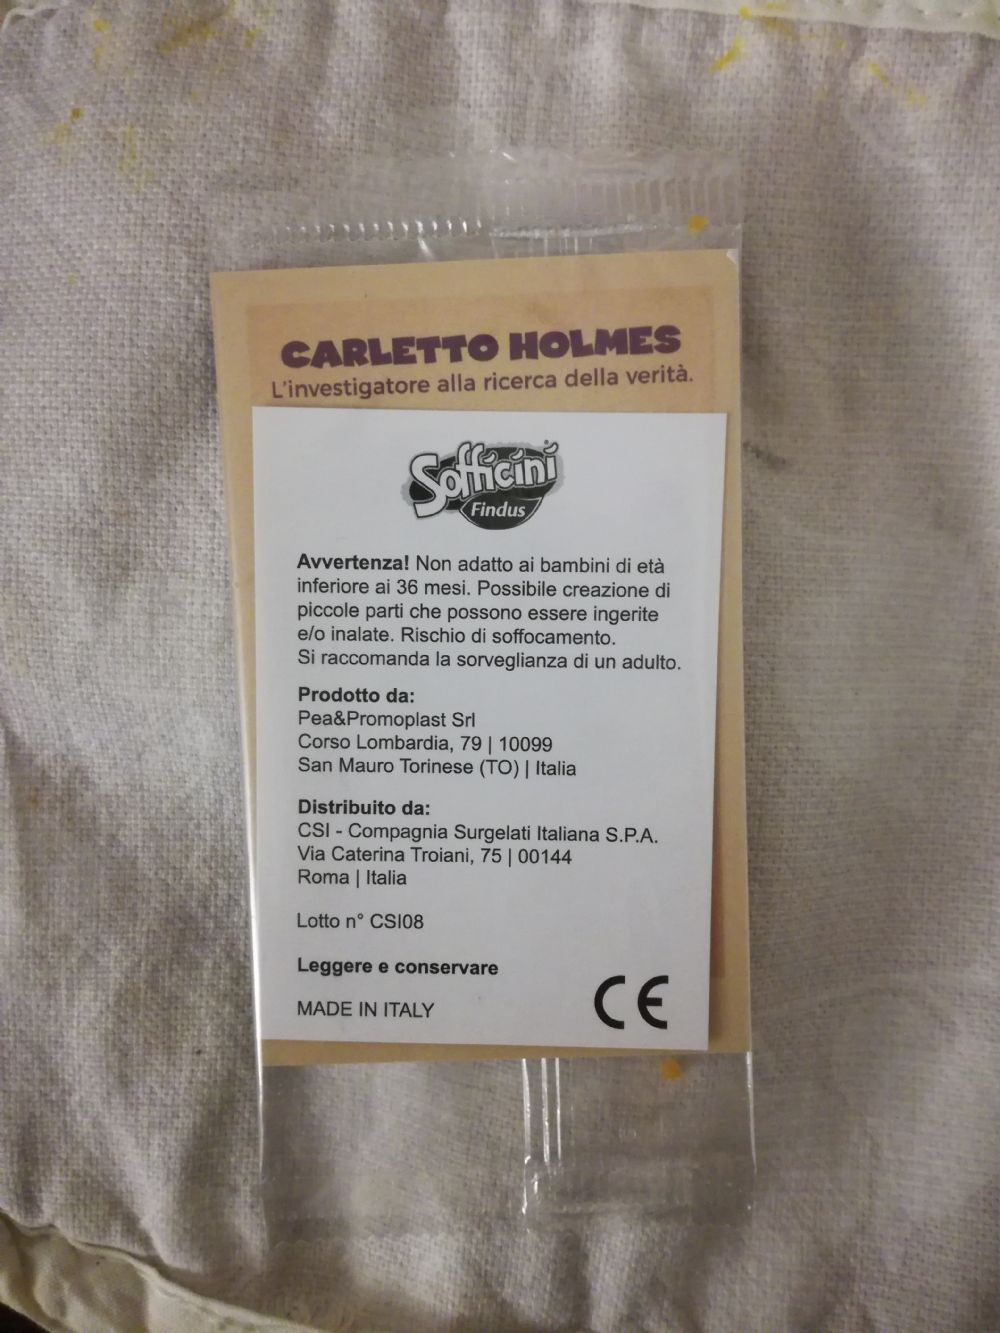 CARLETTO HOLMES
L'investigatore alla ricerca della verità.
Sofficini
Findus
Avvertenza! Non adatto ai bambini di età
inferiore ai 36 mesi. Possibile creazione di
piccole parti che possono essere ingerite
e/o inalate. Rischio di soffocamento.
Si raccomanda la sorveglianza di un adulto.
Prodotto da:
Pea&Promoplast Srl
Corso Lombardia, 79 | 10099
San Mauro Torinese (TO) | Italia
Distribuito da:
CSI - Compagnia Surgelati Italiana S.P.A.
Via Caterina Troiani, 75 | 00144
Roma | Italia
Lotto n° CSI08
Leggere e conservare
MADE IN ITALY
CE